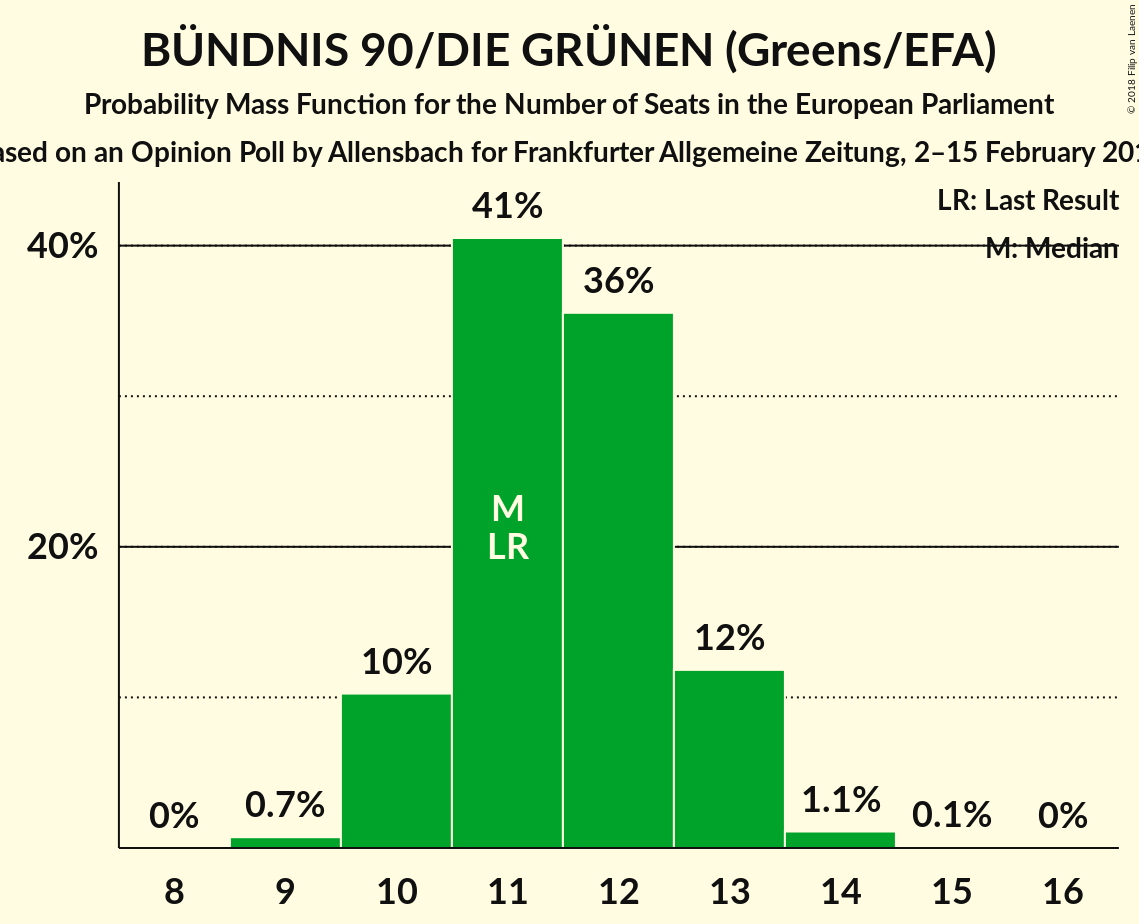 BÜNDNIS 90/DIE GRÜNEN (Greens/EFA)
Probability Mass Function for the Number of Seats in the European Parliament
on an Opinion Poll by Allensbach for Frankfurter Allgemeine Zeitung, 2–15 February
© 2018 Filip van Laenen
LR: Last Result
M: Median
40%
20%
41%
36%
M
LR
12%
10%
0%
0.7%
1.1%
0.1%
0%
8 9 10 11 12 13 14 15 16